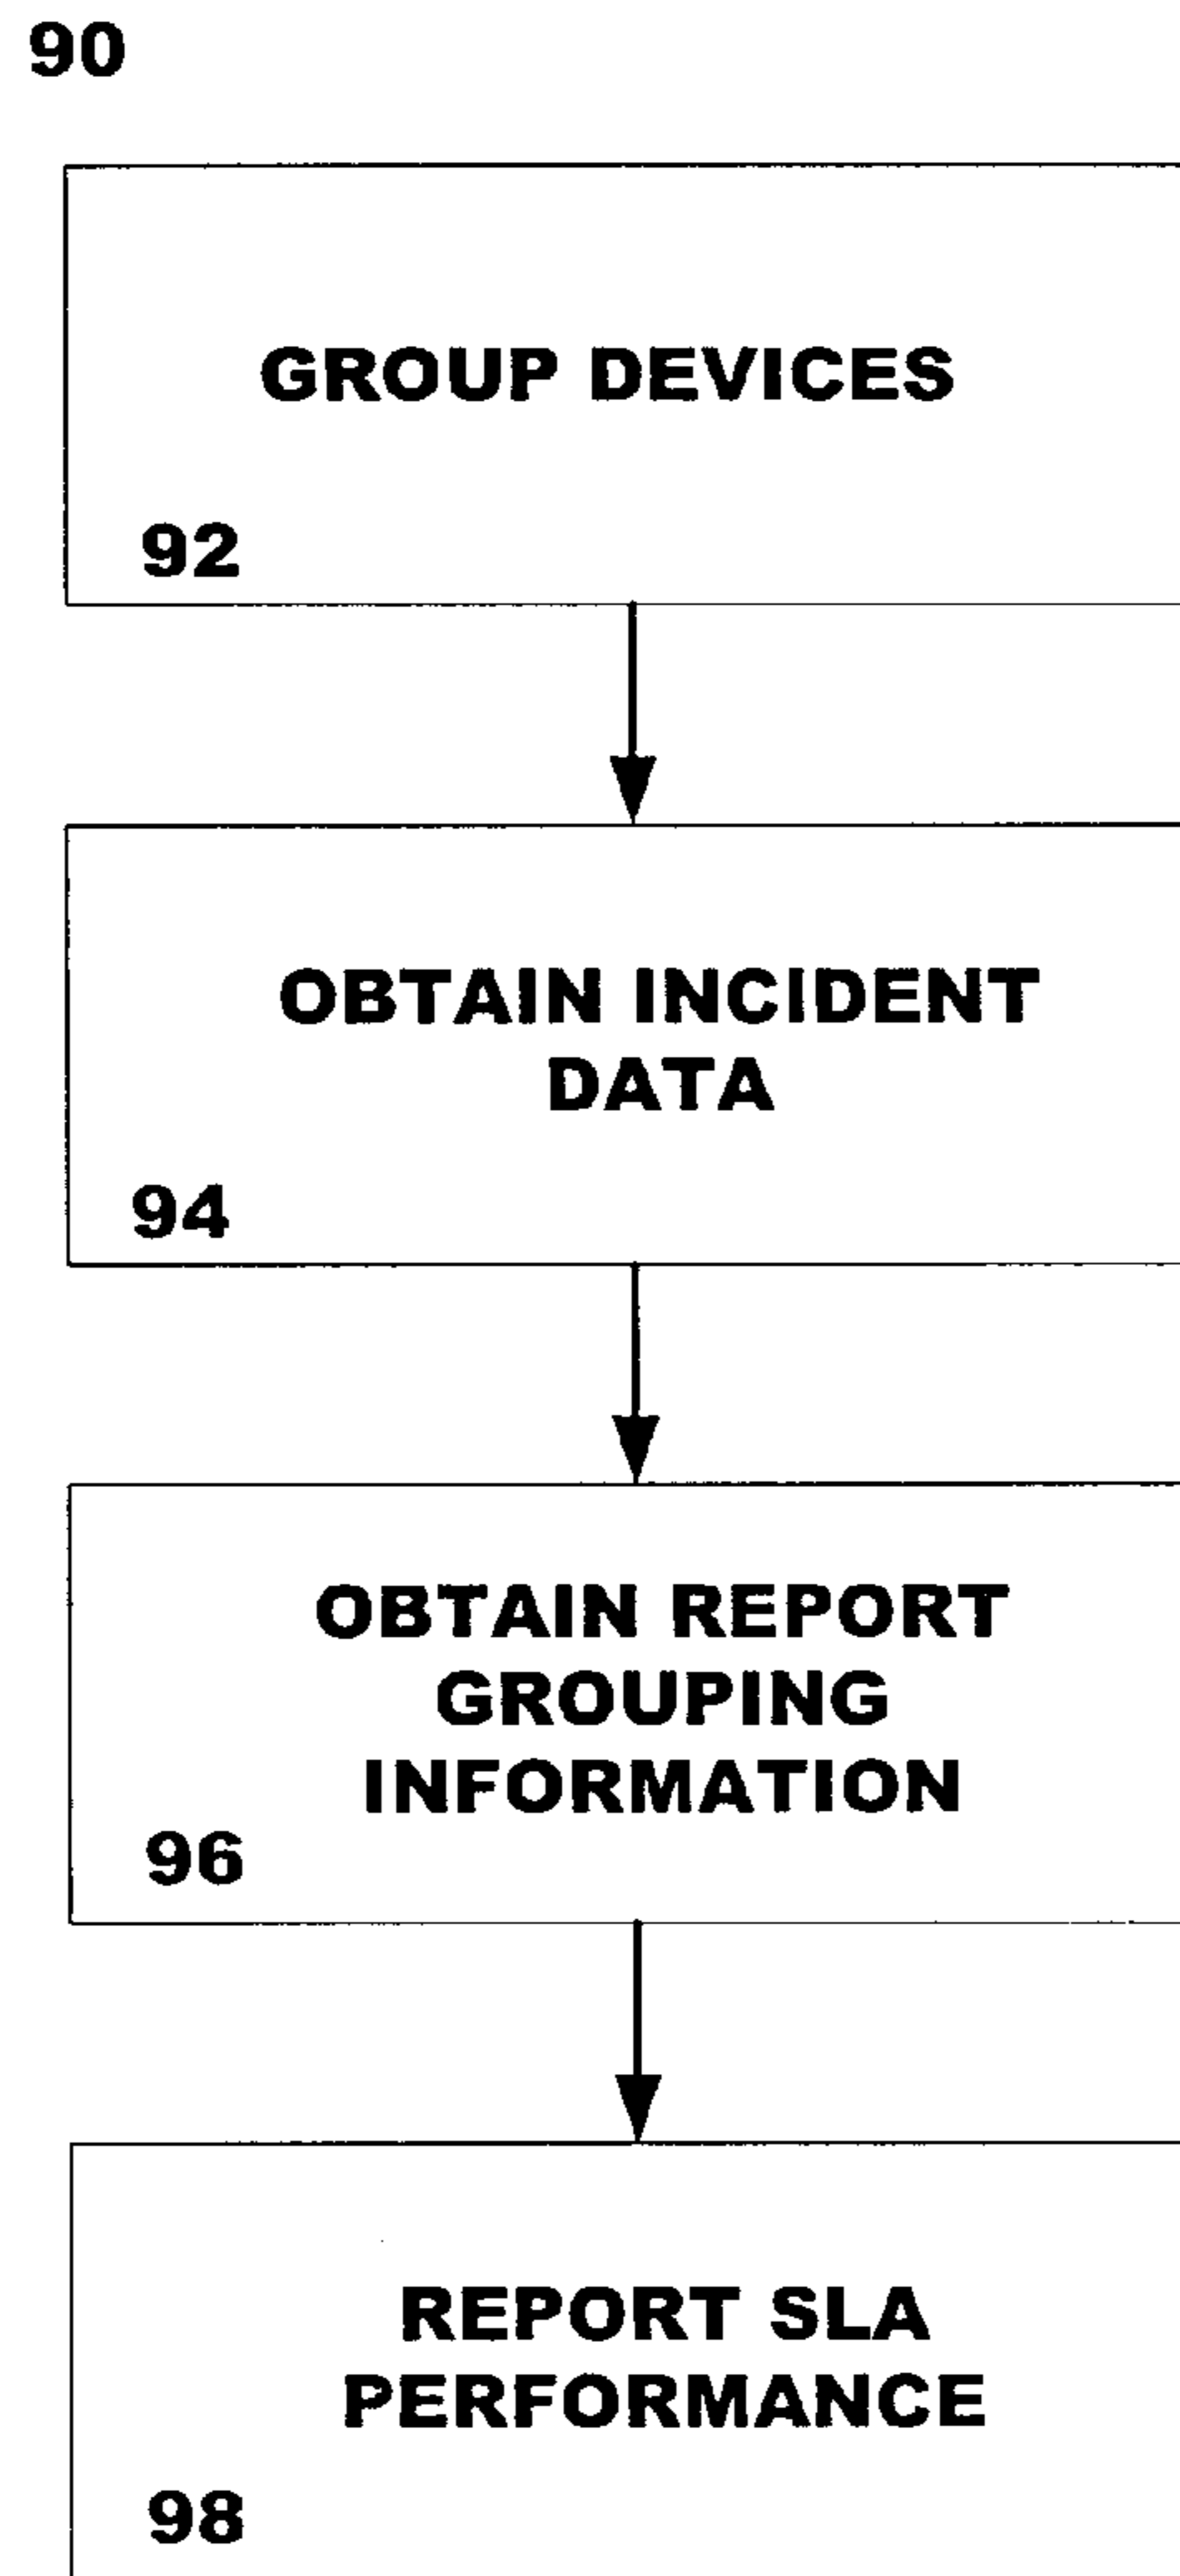 90
GROUP DEVICES
92
OBTAIN INCIDENT
DATA
94
OBTAIN REPORT
GROUPING
INFORMATION
96
REPORT SLA
PERFORMANCE
98